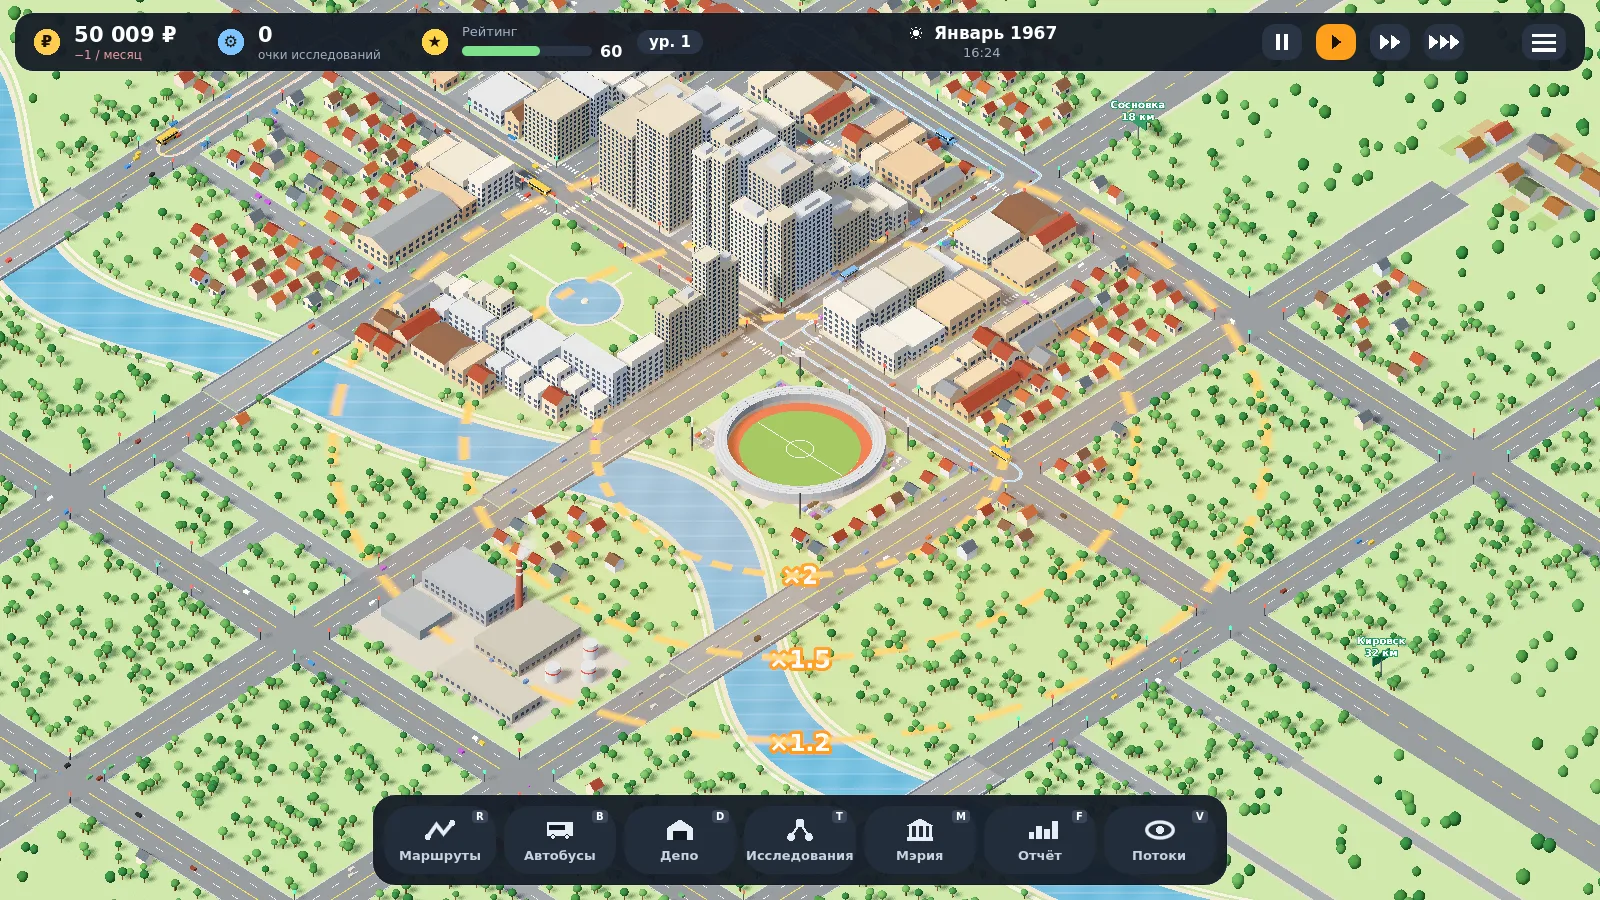 50 009 ₽
−1 / месяц
0
очки исследований
Рейтинг
60
ур. 1
Январь 1967
16:24
Сосновка
18 км
×2
×1.5
Кировск
32 км
×1.2
R
Маршруты
B
Автобусы
D
Депо
T
Исследования
M
Мэрия
F
Отчёт
V
Потоки